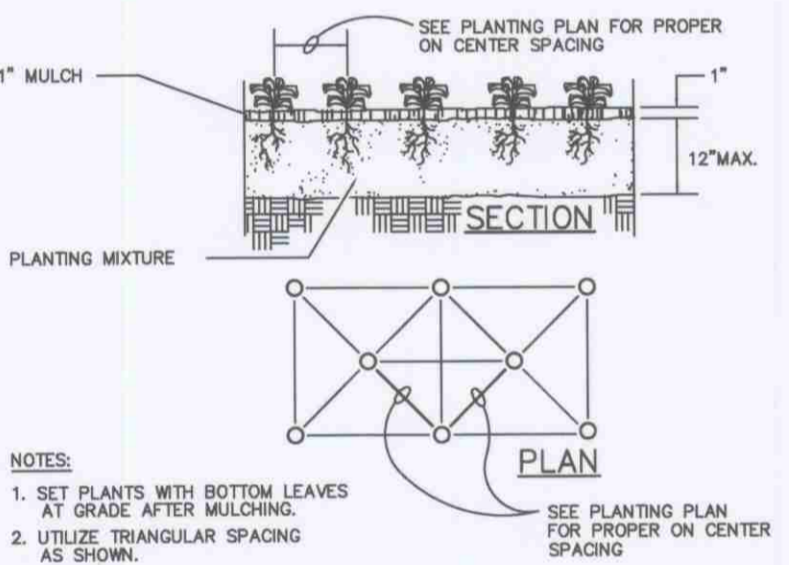 SEE PLANTING PLAN FOR PROPER
ON CENTER SPACING
1" MULCH
1"
12"MAX.
SECTION
PLANTING MIXTURE
PLAN
NOTES:
1. SET PLANTS WITH BOTTOM LEAVES
AT GRADE AFTER MULCHING.
2. UTILIZE TRIANGULAR SPACING
AS SHOWN.
SEE PLANTING PLAN
FOR PROPER ON CENTER
SPACING